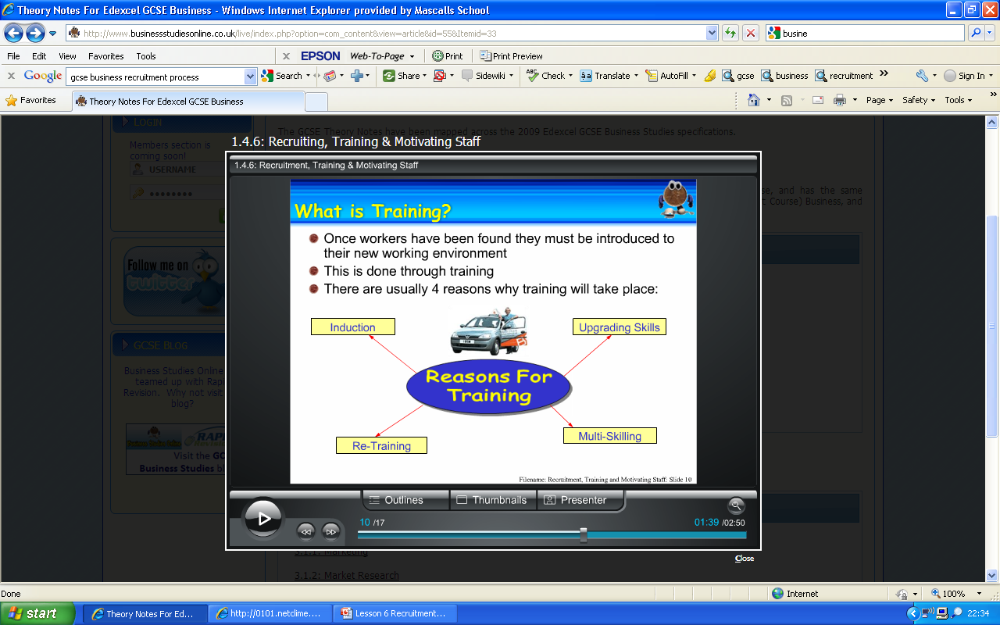 Theory Notes For Edexcel GCSE Business - Windows Internet Explorer provided by Mascalls School
http://www.businessstudiesonline.co.uk/live/index.php?option=com_content&view=article&id=55&Itemid=33
busine
File Edit View Favorites Tools
X EPSON Web-To-Page Print Print Preview
X Google gcse business recruitment process Search Share Sidewiki ABC Check Translate AutoFill gcse business recruitment Sign In
Favorites Theory Notes For Edexcel GCSE Business Page Safety Tools
LOGIN
Members section is
coming soon!
USERNAME
Follow me on
twitter
GCSE BLOG
Business Studies Online
teamed up with
Revision. Why not visit
blog?
Business Studies Online
Visit the
Business Studies
The GCSE Theory Notes have been mapped across the 2009 Edexcel GCSE Business Studies specifications.
and has the same
Course) Business, and
1.4.6: Recruiting, Training & Motivating Staff
1.4.6: Recruitment, Training & Motivating Staff
What is Training?
Once workers have been found they must be introduced to
their new working environment
This is done through training
There are usually 4 reasons why training will take place:
Induction
Upgrading Skills
Reasons For
Training
Re-Training
Multi-Skilling
Filename: Recruitment, Training and Motivating Staff: Slide 10
Outlines Thumbnails Presenter
10 /17
01:39 /02:50
Close
3.1.1: Marketing
3.1.2: Market Research
Done Internet 100%
start Theory Notes For Ed... http://0101.netclime.... Lesson 6 Recruitment... 22:34